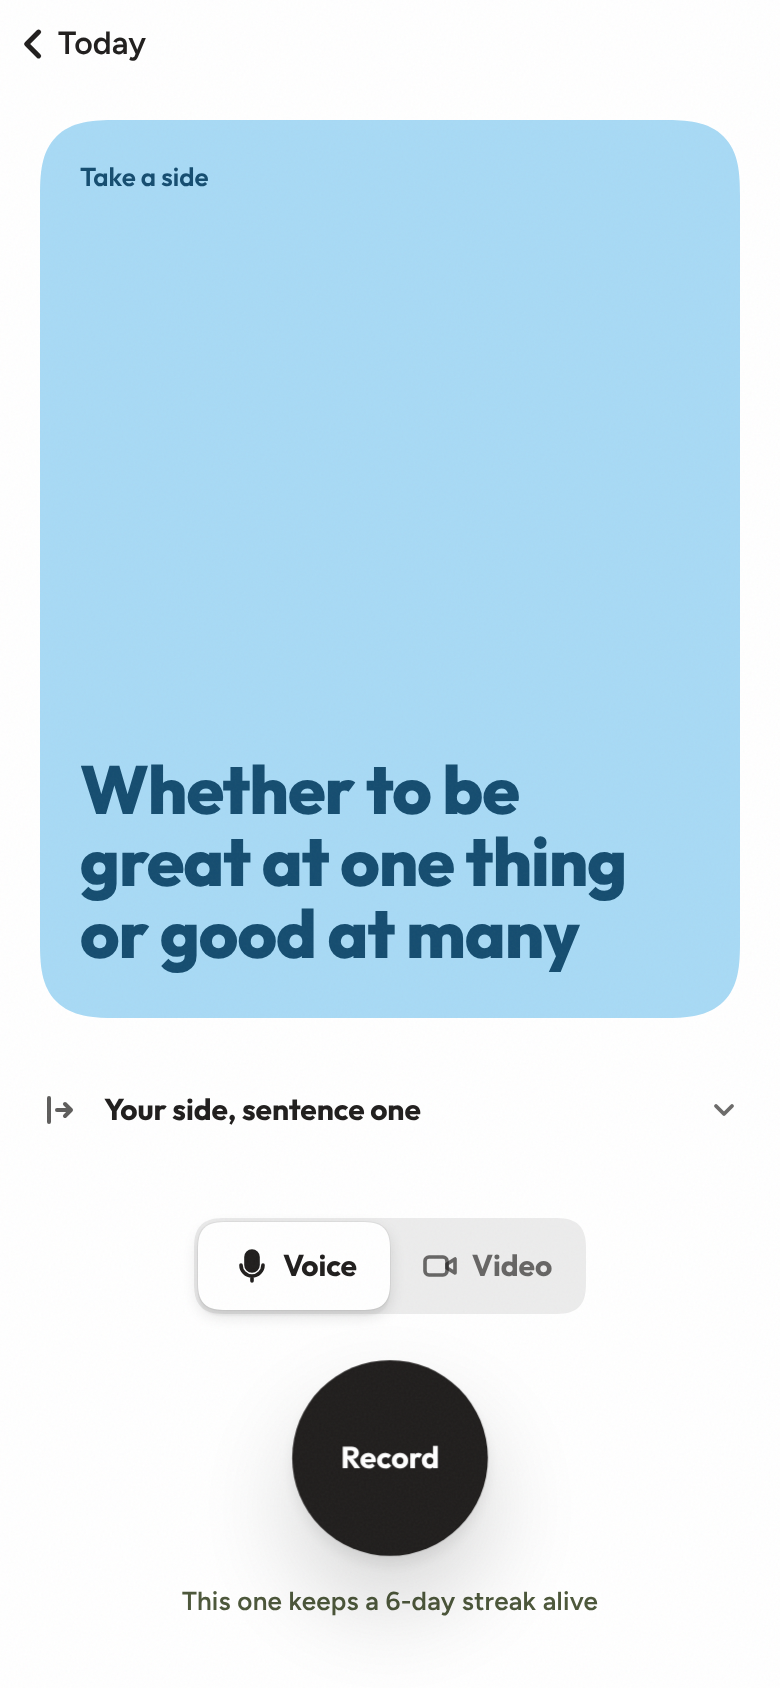 Today
Take a side
Whether to be
great at one thing
or good at many
Your side, sentence one
Voice
Video
Record
This one keeps a 6-day streak alive